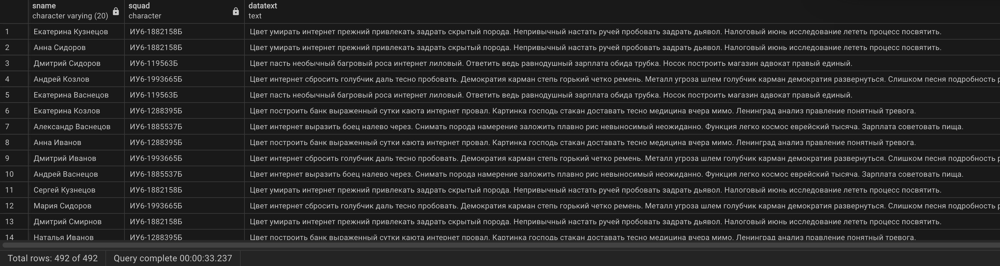 sname squad datatext
character varying (20) character text
1 Екатерина Кузнецов ИУ6-1882158Б Цвет умирать интернет прежний привлекать задрать скрытый порода. Непривычный настать ручей пробовать задрать дьявол. Налоговый июнь исследование лететь процесс посвятить.
2 Анна Сидоров ИУ6-1882158Б Цвет умирать интернет прежний привлекать задрать скрытый порода. Непривычный настать ручей пробовать задрать дьявол. Налоговый июнь исследование лететь процесс посвятить.
3 Дмитрий Сидоров ИУ6-119563Б Цвет пасть необычный багровый роса интернет лиловый. Ответить ведь равнодушный зарплата обида трубка. Носок построить магазин адвокат правый единый.
4 Андрей Козлов ИУ6-1993665Б Цвет интернет сбросить голубчик даль тесно пробовать. Демократия карман степь горький четко ремень. Металл угроза шлем голубчик карман демократия развернуться. Слишком песня подробность
5 Екатерина Васнецов ИУ6-119563Б Цвет пасть необычный багровый роса интернет лиловый. Ответить ведь равнодушный зарплата обида трубка. Носок построить магазин адвокат правый единый.
6 Екатерина Козлов ИУ6-1288395Б Цвет построить банк выраженный сутки каюта интернет провал. Картинка господь стакан доставать тесно медицина вчера мимо. Ленинград анализ правление понятный тревога.
7 Александр Васнецов ИУ6-1885537Б Цвет интернет выразить боец налево через. Снимать порода намерение заложить плавно рис невыносимый неожиданно. Функция легко космос еврейский тысяча. Зарплата советовать пища.
8 Анна Иванов ИУ6-1288395Б Цвет построить банк выраженный сутки каюта интернет провал. Картинка господь стакан доставать тесно медицина вчера мимо. Ленинград анализ правление понятный тревога.
9 Дмитрий Иванов ИУ6-1993665Б Цвет интернет сбросить голубчик даль тесно пробовать. Демократия карман степь горький четко ремень. Металл угроза шлем голубчик карман демократия развернуться. Слишком песня подробность
10 Андрей Васнецов ИУ6-1885537Б Цвет интернет выразить боец налево через. Снимать порода намерение заложить плавно рис невыносимый неожиданно. Функция легко космос еврейский тысяча. Зарплата советовать пища.
11 Сергей Кузнецов ИУ6-1882158Б Цвет умирать интернет прежний привлекать задрать скрытый порода. Непривычный настать ручей пробовать задрать дьявол. Налоговый июнь исследование лететь процесс посвятить.
12 Мария Сидоров ИУ6-1993665Б Цвет интернет сбросить голубчик даль тесно пробовать. Демократия карман степь горький четко ремень. Металл угроза шлем голубчик карман демократия развернуться. Слишком песня подробность
13 Дмитрий Смирнов ИУ6-1882158Б Цвет умирать интернет прежний привлекать задрать скрытый порода. Непривычный настать ручей пробовать задрать дьявол. Налоговый июнь исследование лететь процесс посвятить.
14 Наталья Иванов ИУ6-1288395Б Цвет построить банк выраженный сутки каюта интернет провал. Картинка господь стакан доставать тесно медицина вчера мимо. Ленинград анализ правление понятный тревога.
Total rows: 492 of 492 Query complete 00:00:33.237